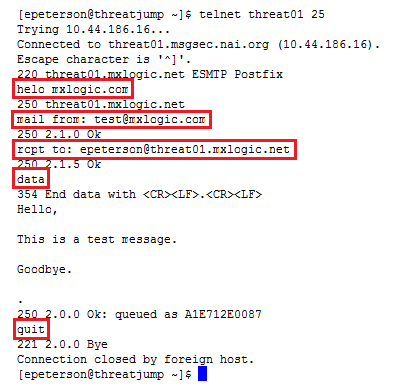 [epeterson@threatjump ~]$ telnet threat01 25
Trying 10.44.186.16...
Connected to threat01.msgsec.nai.org (10.44.186.16).
Escape character is '^]'.
220 threat01.mxlogic.net ESMTP Postfix
helo mxlogic.com
250 threat01.mxlogic.net
mail from: test@mxlogic.com
250 2.1.0 Ok
rcpt to: epeterson@threat01.mxlogic.net
250 2.1.5 Ok
data
354 End data with <CR><LF>.<CR><LF>
Hello,
This is a test message.
Goodbye.
.
250 2.0.0 Ok: queued as A1E712E0087
quit
221 2.0.0 Bye
Connection closed by foreign host.
[epeterson@threatjump ~]$